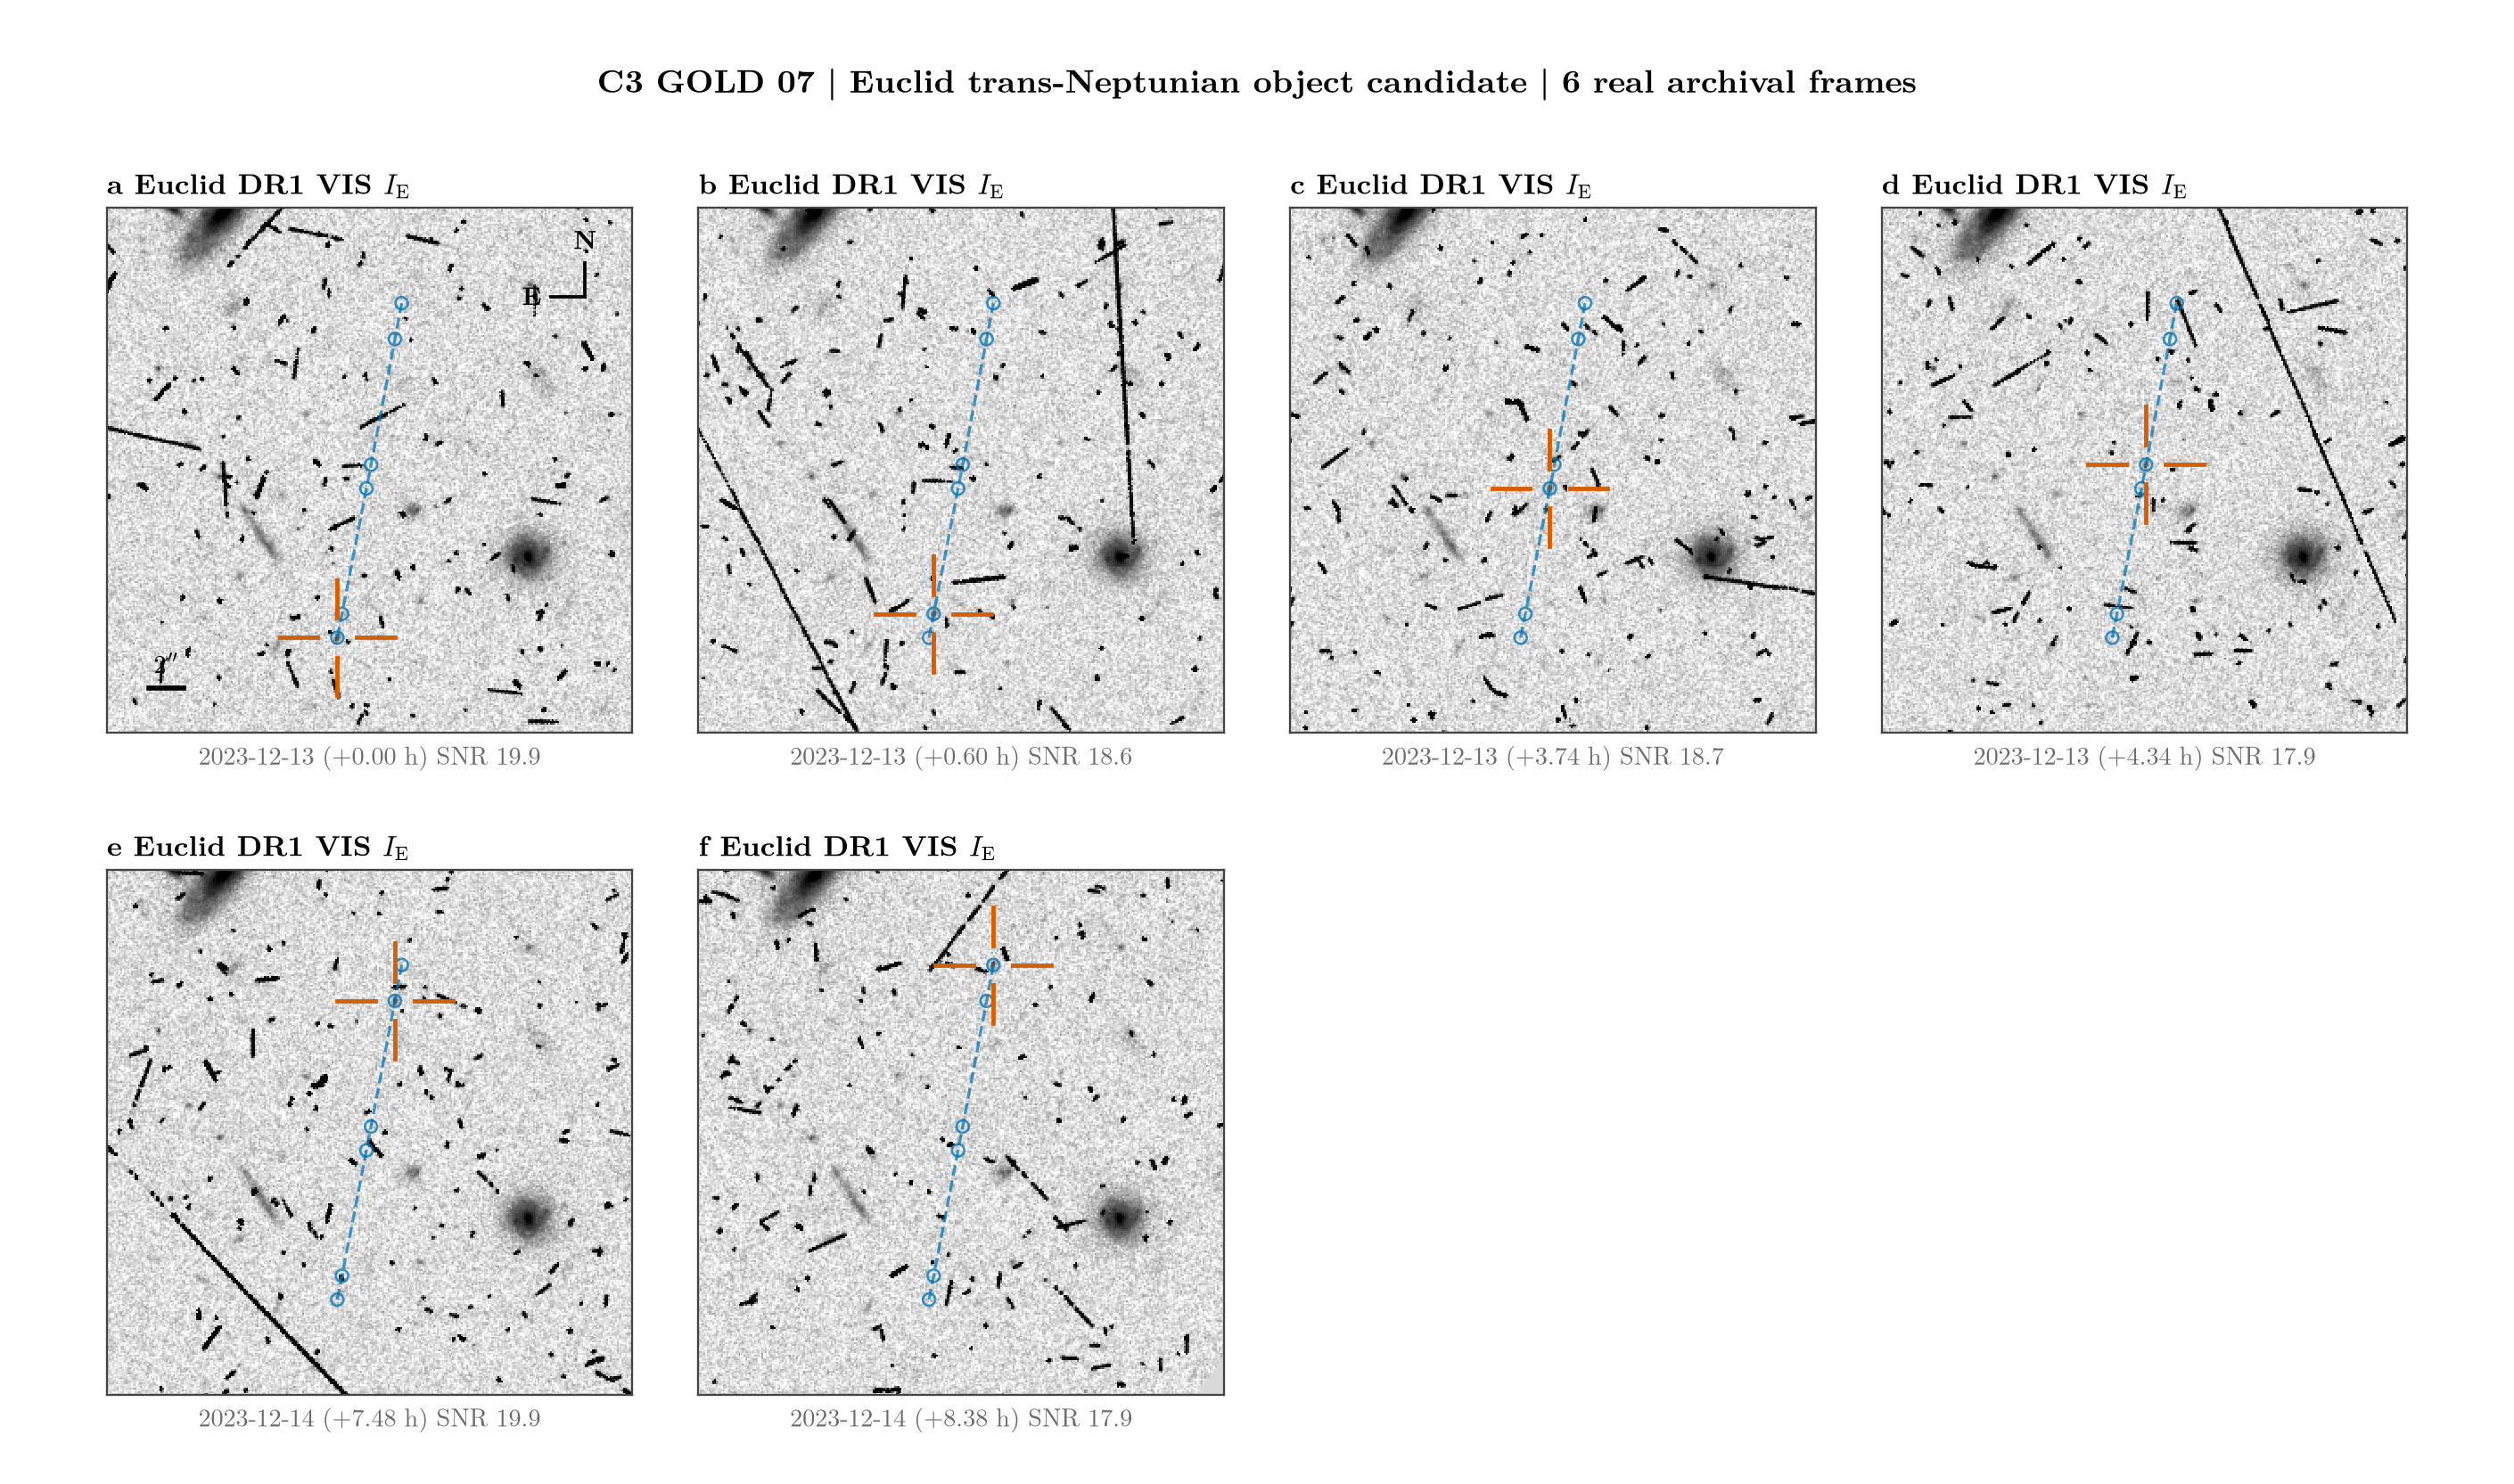 C3 GOLD 07 | Euclid trans-Neptunian object candidate | 6 real archival frames
a Euclid DR1 VIS I_E
b Euclid DR1 VIS I_E
c Euclid DR1 VIS I_E
d Euclid DR1 VIS I_E
N
E
2″
2023-12-13 (+0.00 h) SNR 19.9
2023-12-13 (+0.60 h) SNR 18.6
2023-12-13 (+3.74 h) SNR 18.7
2023-12-13 (+4.34 h) SNR 17.9
e Euclid DR1 VIS I_E
f Euclid DR1 VIS I_E
2023-12-14 (+7.48 h) SNR 19.9
2023-12-14 (+8.38 h) SNR 17.9